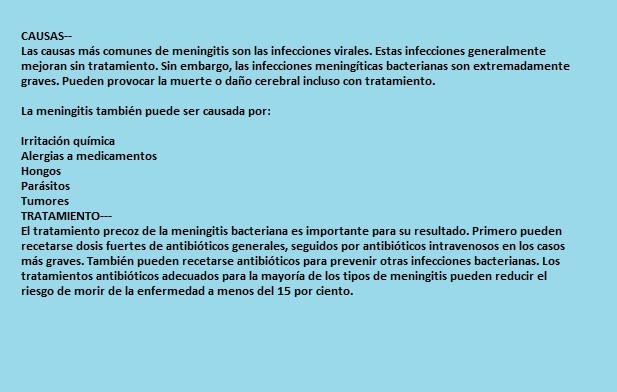 CAUSAS--
Las causas más comunes de meningitis son las infecciones virales. Estas infecciones generalmente
mejoran sin tratamiento. Sin embargo, las infecciones meningíticas bacterianas son extremadamente
graves. Pueden provocar la muerte o daño cerebral incluso con tratamiento.
La meningitis también puede ser causada por:
Irritación química
Alergias a medicamentos
Hongos
Parásitos
Tumores
TRATAMIENTO---
El tratamiento precoz de la meningitis bacteriana es importante para su resultado. Primero pueden
recetarse dosis fuertes de antibióticos generales, seguidos por antibióticos intravenosos en los casos
más graves. También pueden recetarse antibióticos para prevenir otras infecciones bacterianas. Los
tratamientos antibióticos adecuados para la mayoría de los tipos de meningitis pueden reducir el
riesgo de morir de la enfermedad a menos del 15 por ciento.